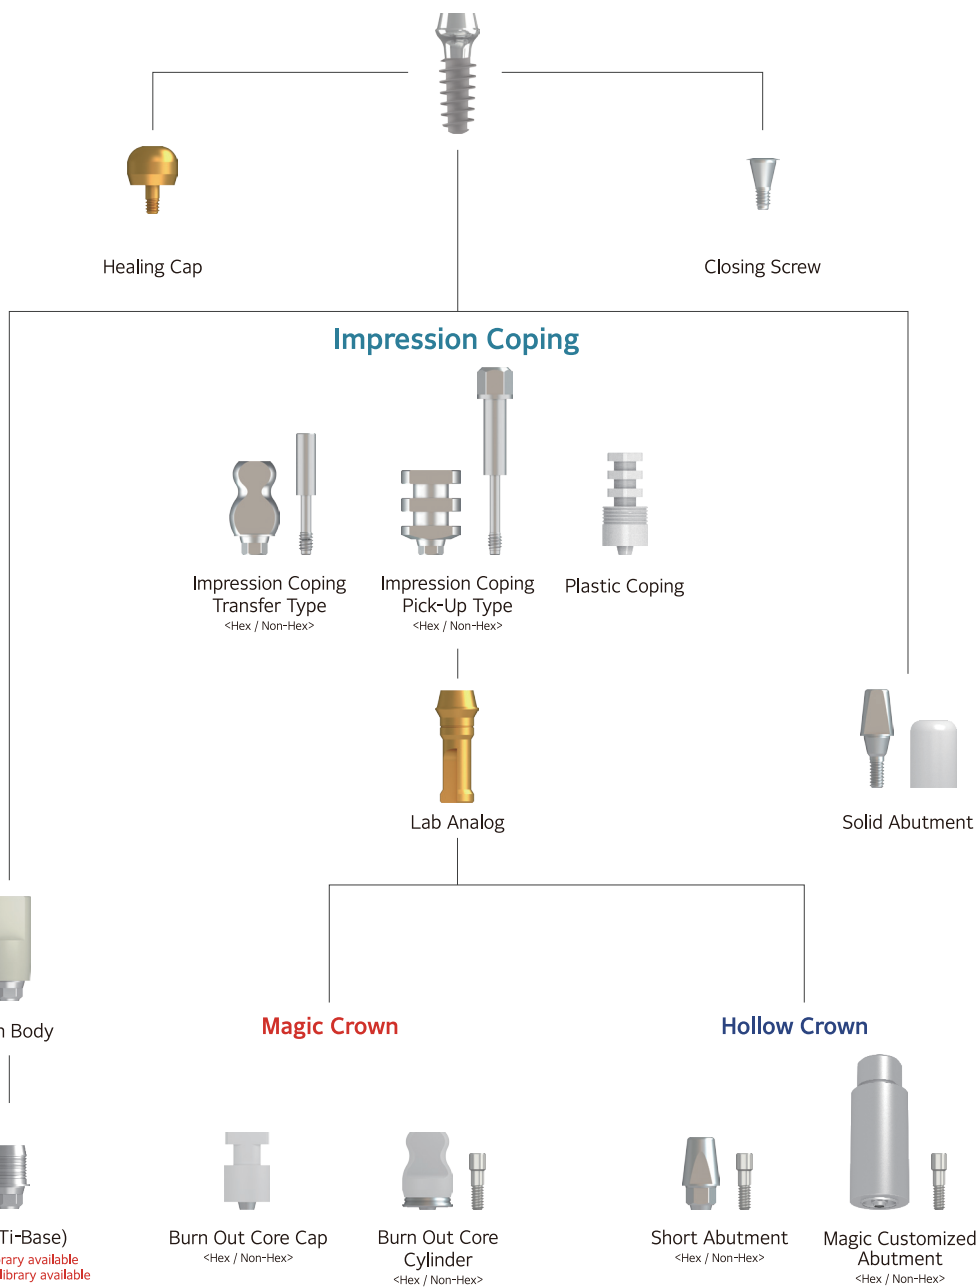 Healing Cap
Closing Screw
Impression Coping
Impression Coping
Transfer Type
<Hex / Non-Hex>
Impression Coping
Pick-Up Type
<Hex / Non-Hex>
Plastic Coping
Lab Analog
Solid Abutment
Body
Magic Crown
Hollow Crown
Ti-Base)
available
library available
Burn Out Core Cap
<Hex / Non-Hex>
Burn Out Core
Cylinder
<Hex / Non-Hex>
Short Abutment
<Hex / Non-Hex>
Magic Customized
Abutment
<Hex / Non-Hex>